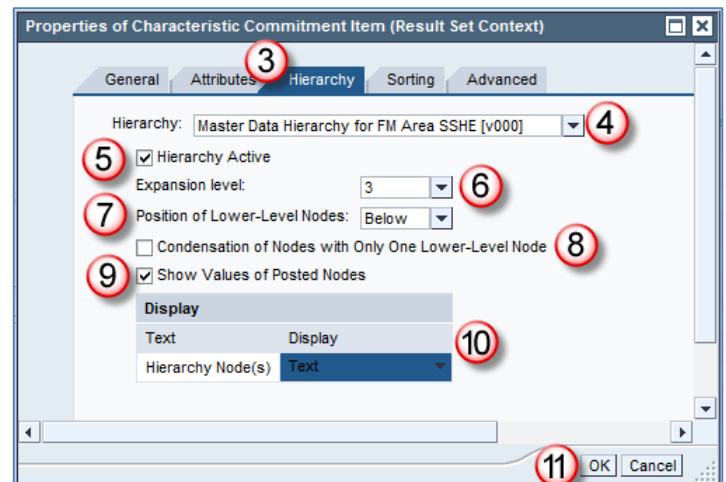 Properties of Characteristic Commitment Item (Result Set Context)
3
General Attributes Hierarchy Sorting Advanced
Hierarchy: Master Data Hierarchy for FM Area SSHE [v000] 4
5 Hierarchy Active
Expansion level: 3 6
7 Position of Lower-Level Nodes: Below
Condensation of Nodes with Only One Lower-Level Node 8
9 Show Values of Posted Nodes
Display
Text Display
Hierarchy Node(s) Text 10
11 OK Cancel